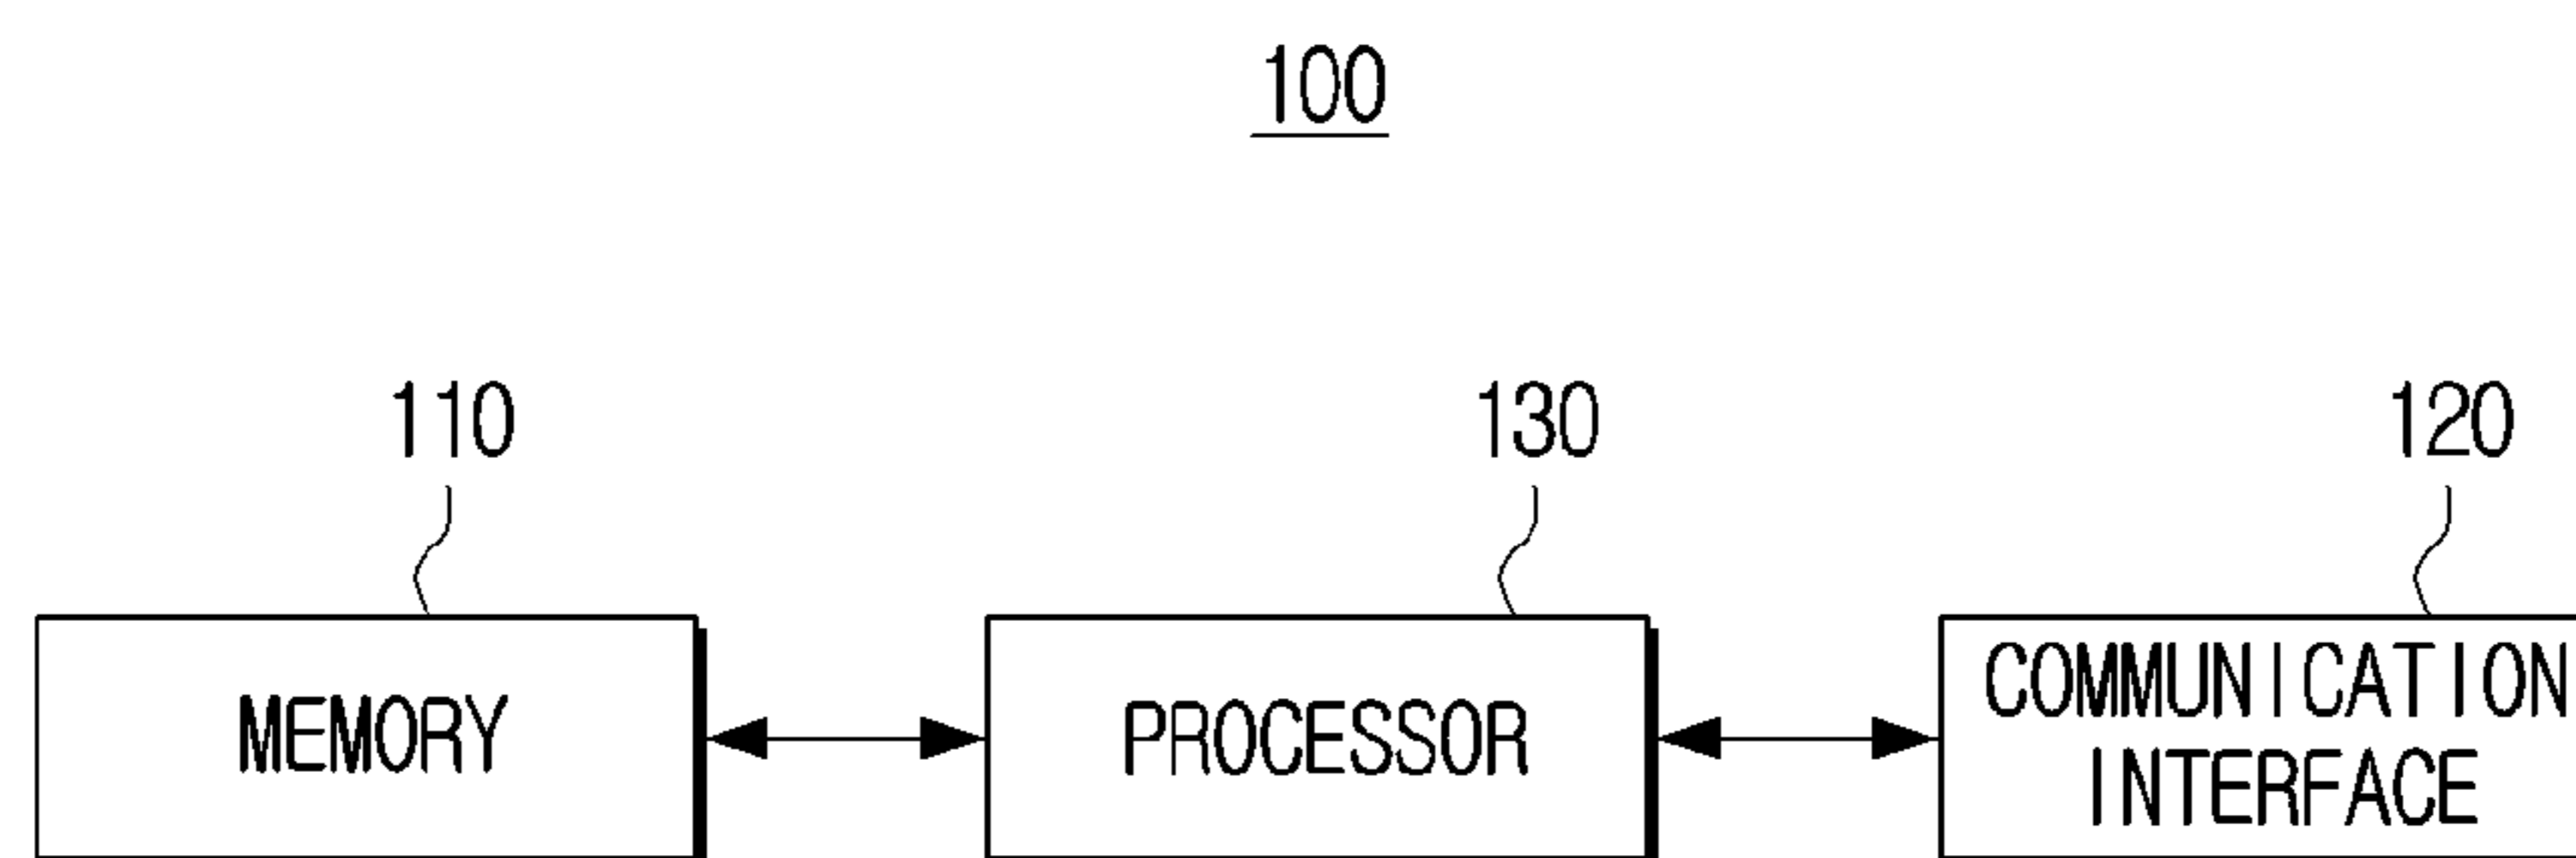 100
110
130
120
MEMORY
PROCESSOR
COMMUNICATION
INTERFACE